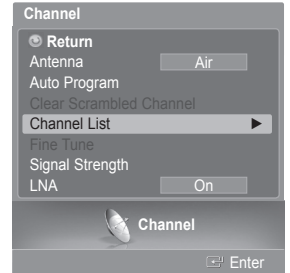 Channel
Return
Antenna Air
Auto Program
Clear Scrambled Channel
Channel List ►
Fine Tune
Signal Strength
LNA On
Channel
Enter